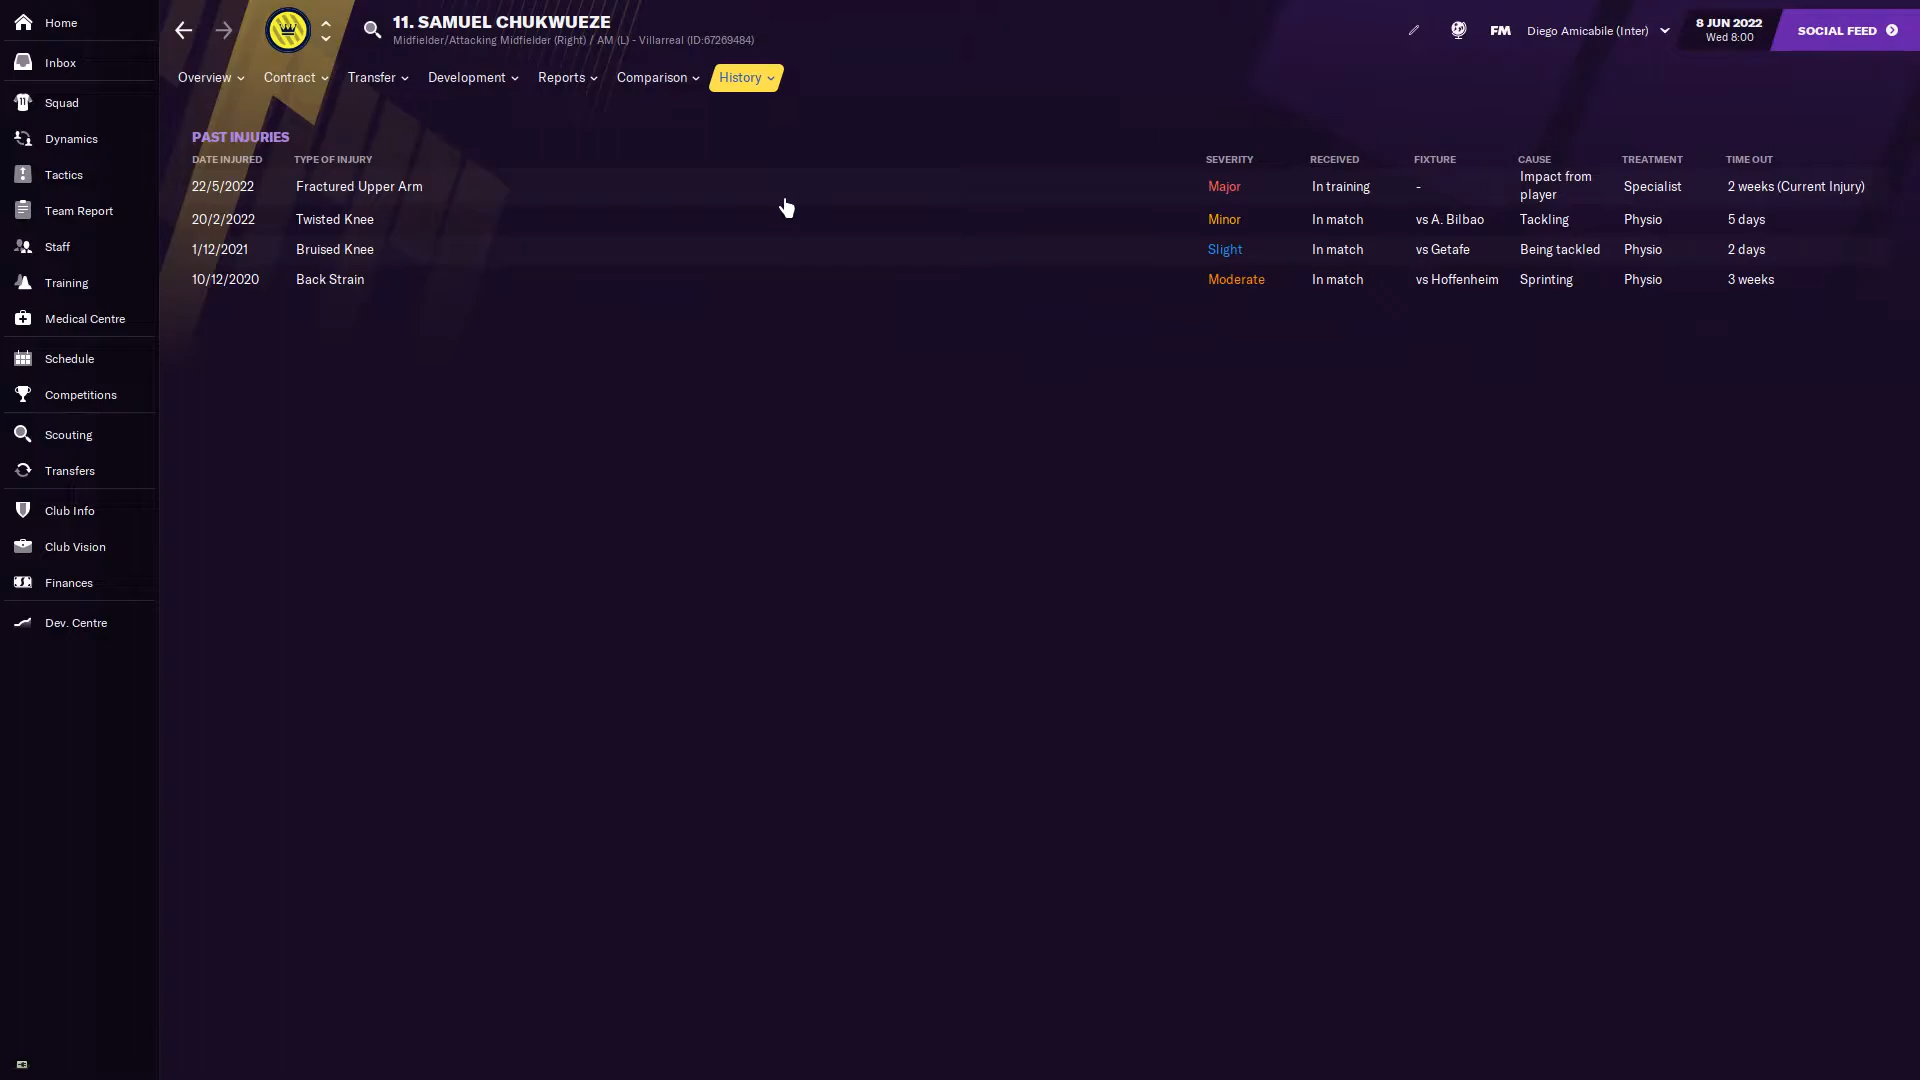 Home
Inbox
Squad
Dynamics
Tactics
Team Report
Staff
Training
Medical Centre
Schedule
Competitions
Scouting
Transfers
Club Info
Club Vision
Finances
Dev. Centre
11. SAMUEL CHUKWUEZE
Midfielder/Attacking Midfielder (Right) / AM (L) - Villarreal (ID:67269484)
FM Diego Amicabile (Inter)
8 JUN 2022
Wed 8:00
SOCIAL FEED
Overview Contract Transfer Development Reports Comparison History
PAST INJURIES
DATE INJURED TYPE OF INJURY SEVERITY RECEIVED FIXTURE CAUSE TREATMENT TIME OUT
22/5/2022 Fractured Upper Arm Major In training - Impact from player Specialist 2 weeks (Current Injury)
20/2/2022 Twisted Knee Minor In match vs A. Bilbao Tackling Physio 5 days
1/12/2021 Bruised Knee Slight In match vs Getafe Being tackled Physio 2 days
10/12/2020 Back Strain Moderate In match vs Hoffenheim Sprinting Physio 3 weeks